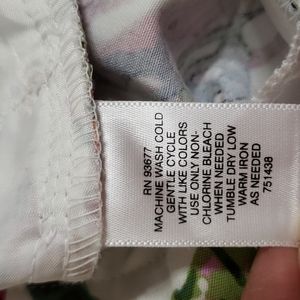 RN 93677
MACHINE WASH COLD
GENTLE CYCLE
WITH LIKE COLORS
USE ONLY NON-
CHLORINE BLEACH
WHEN NEEDED
TUMBLE DRY LOW
WARM IRON
AS NEEDED
751438